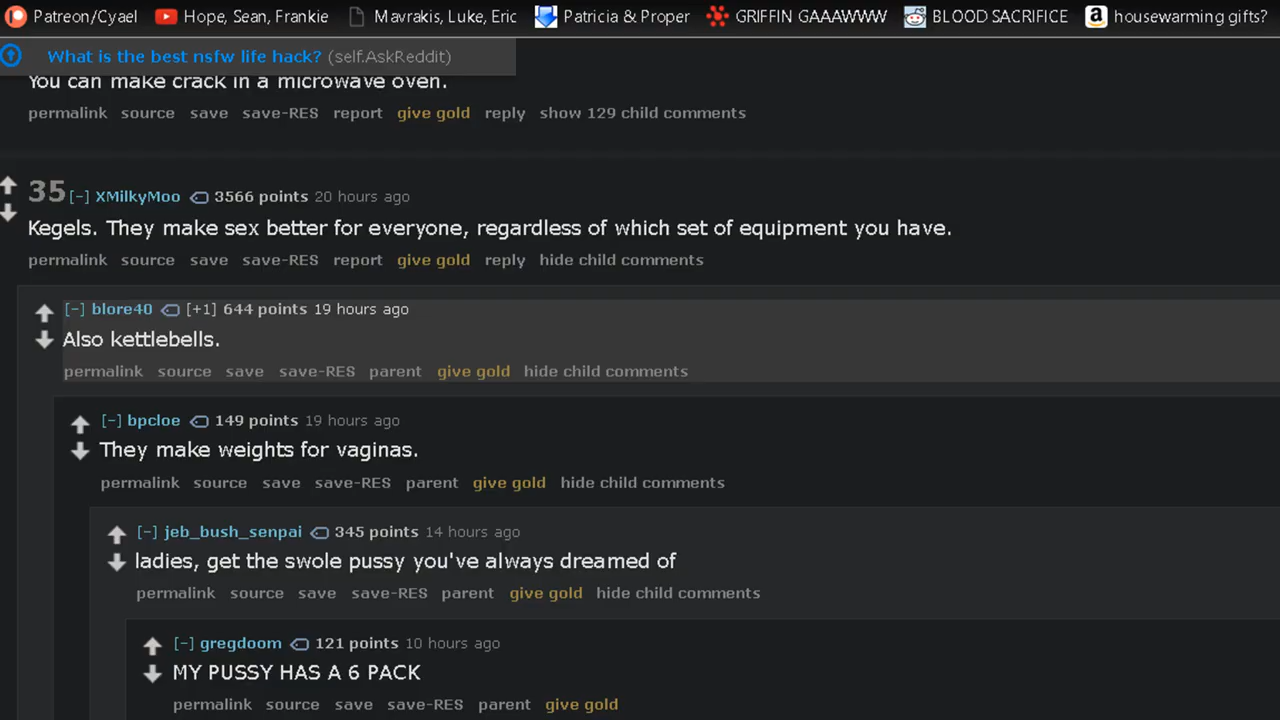 Patreon/Cyael Hope, Sean, Frankie Mavrakis, Luke, Eric Patricia & Proper GRIFFIN GAAAWWW BLOOD SACRIFICE housewarming gifts?
What is the best nsfw life hack? (self.AskReddit)
You can make crack in a microwave oven.
permalink source save save-RES report give gold reply show 129 child comments
35 [-] XMilkyMoo 3566 points 20 hours ago
Kegels. They make sex better for everyone, regardless of which set of equipment you have.
permalink source save save-RES report give gold reply hide child comments
[-] blore40 [+1] 644 points 19 hours ago
Also kettlebells.
permalink source save save-RES parent give gold hide child comments
[-] bpcloe 149 points 19 hours ago
They make weights for vaginas.
permalink source save save-RES parent give gold hide child comments
[-] jeb_bush_senpai 345 points 14 hours ago
ladies, get the swole pussy you've always dreamed of
permalink source save save-RES parent give gold hide child comments
[-] gregdoom 121 points 10 hours ago
MY PUSSY HAS A 6 PACK
permalink source save save-RES parent give gold